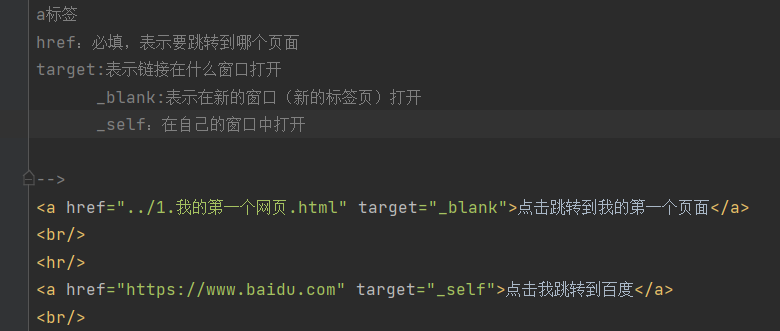 a标签
href：必填，表示要跳转到哪个页面
target:表示链接在什么窗口打开
_blank:表示在新的窗口（新的标签页）打开
_self：在自己的窗口中打开
-->
<a href="../1.我的第一个网页.html" target="_blank">点击跳转到我的第一个页面</a>
<br/>
<hr/>
<a href="https://www.baidu.com" target="_self">点击我跳转到百度</a>
<br/>